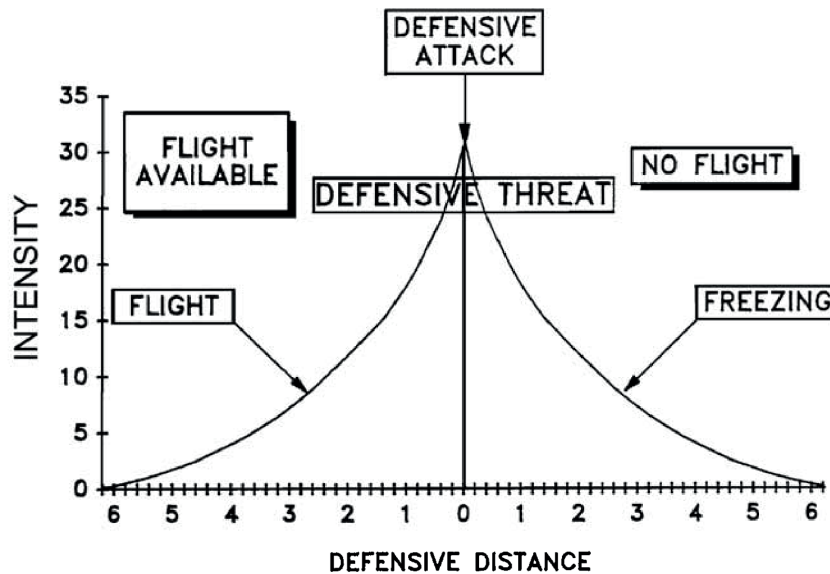 DEFENSIVE
ATTACK
35
30
25
20
15
10
5
0
INTENSITY
FLIGHT
AVAILABLE
NO FLIGHT
DEFENSIVE THREAT
FLIGHT
FREEZING
6 5 4 3 2 1 0 1 2 3 4 5 6
DEFENSIVE DISTANCE